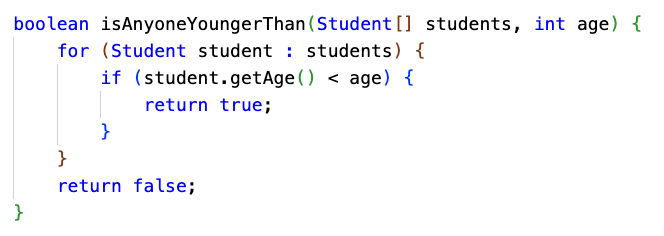 boolean isAnyoneYoungerThan(Student[] students, int age) {
    for (Student student : students) {
        if (student.getAge() < age) {
            return true;
        }
    }
    return false;
}